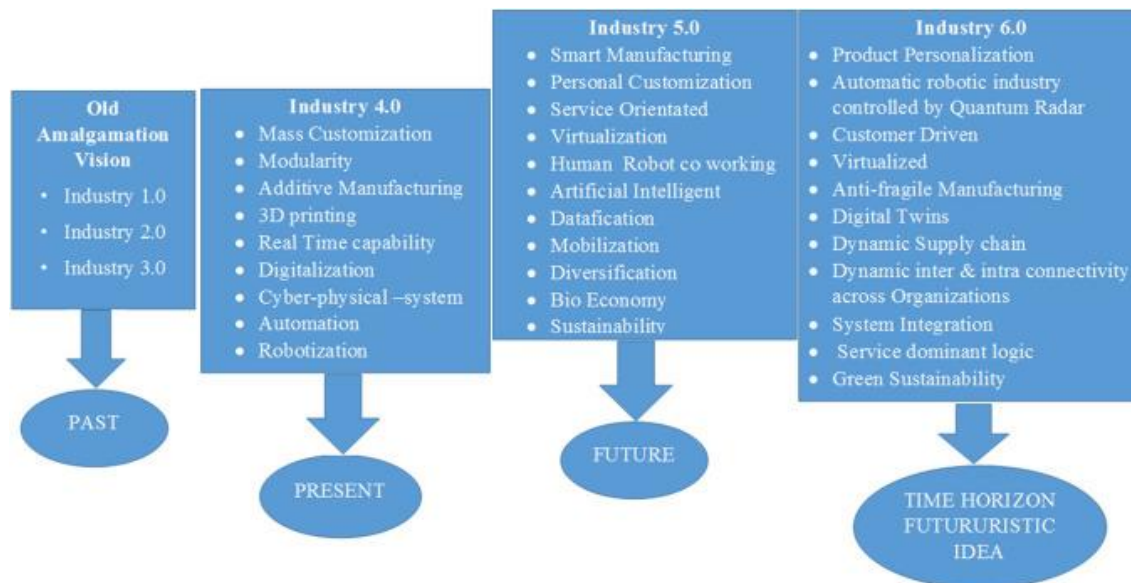 Old
Amalgamation
Vision
• Industry 1.0
• Industry 2.0
• Industry 3.0
PAST
Industry 4.0
• Mass Customization
• Modularity
• Additive Manufacturing
• 3D printing
• Real Time capability
• Digitalization
• Cyber-physical –system
• Automation
• Robotization
PRESENT
Industry 5.0
• Smart Manufacturing
• Personal Customization
• Service Orientated
• Virtualization
• Human Robot co working
• Artificial Intelligent
• Datafication
• Mobilization
• Diversification
• Bio Economy
• Sustainability
FUTURE
Industry 6.0
• Product Personalization
• Automatic robotic industry
controlled by Quantum Radar
• Customer Driven
• Virtualized
• Anti-fragile Manufacturing
• Digital Twins
• Dynamic Supply chain
• Dynamic inter & intra connectivity
across Organizations
• System Integration
• Service dominant logic
• Green Sustainability
TIME HORIZON
FUTURURISTIC
IDEA